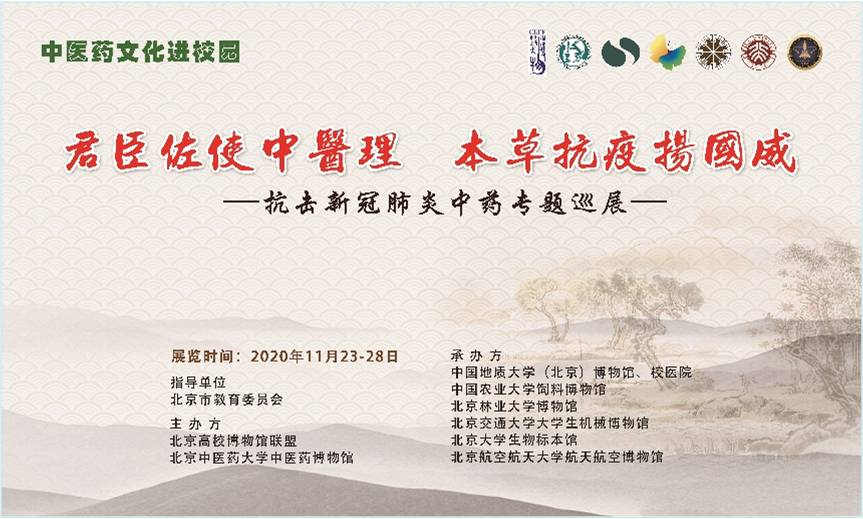 中医药文化进校园
君臣佐使中醫理 本草抗疫揚國威
—抗击新冠肺炎中药专题巡展—
展览时间：2020年11月23-28日
指导单位
北京市教育委员会
主办方
北京高校博物馆联盟
北京中医药大学中医药博物馆
承办方
中国地质大学（北京）博物馆、校医院
中国农业大学饲料博物馆
北京林业大学博物馆
北京交通大学大学生机械博物馆
北京大学生物标本馆
北京航空航天大学航天航空博物馆